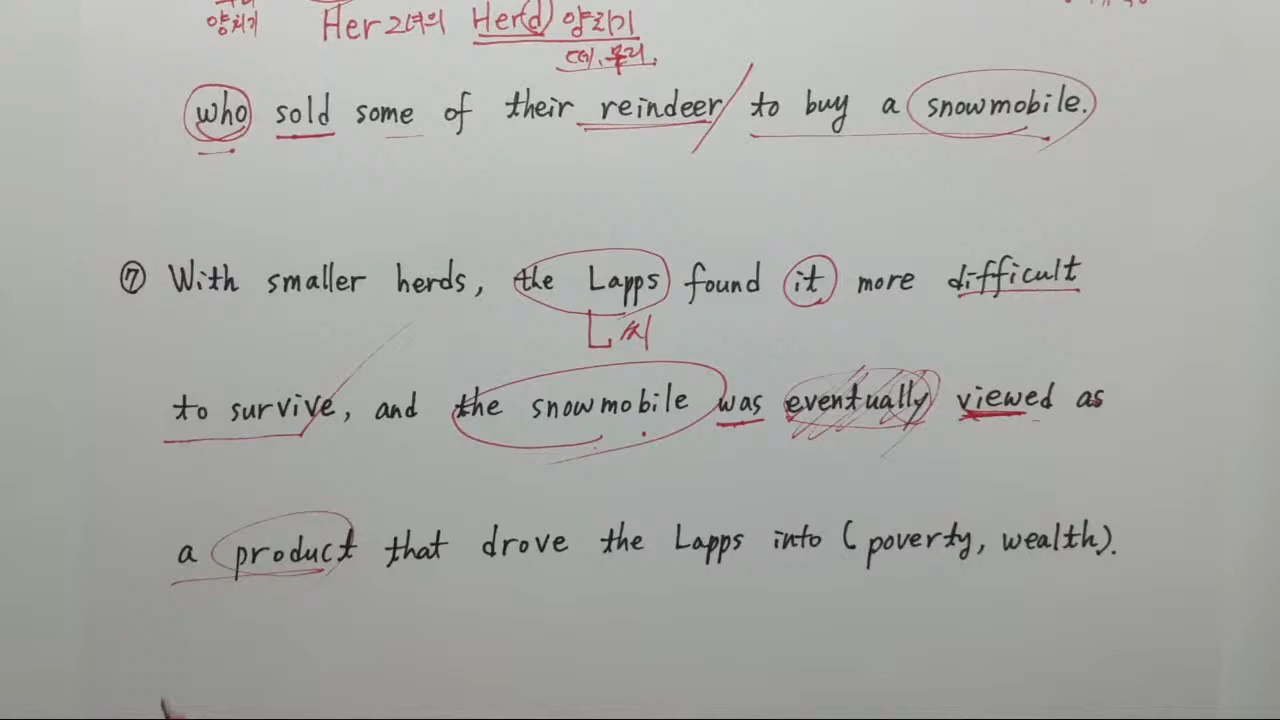 양치기 Her 그녀의 Her(d) 양치기
떼, 무리.
who sold some of their reindeer / to buy a snowmobile.
⑦ With smaller herds, the Lapps found it more difficult
to survive, and the snowmobile was eventually viewed as
a product that drove the Lapps into (poverty, wealth).